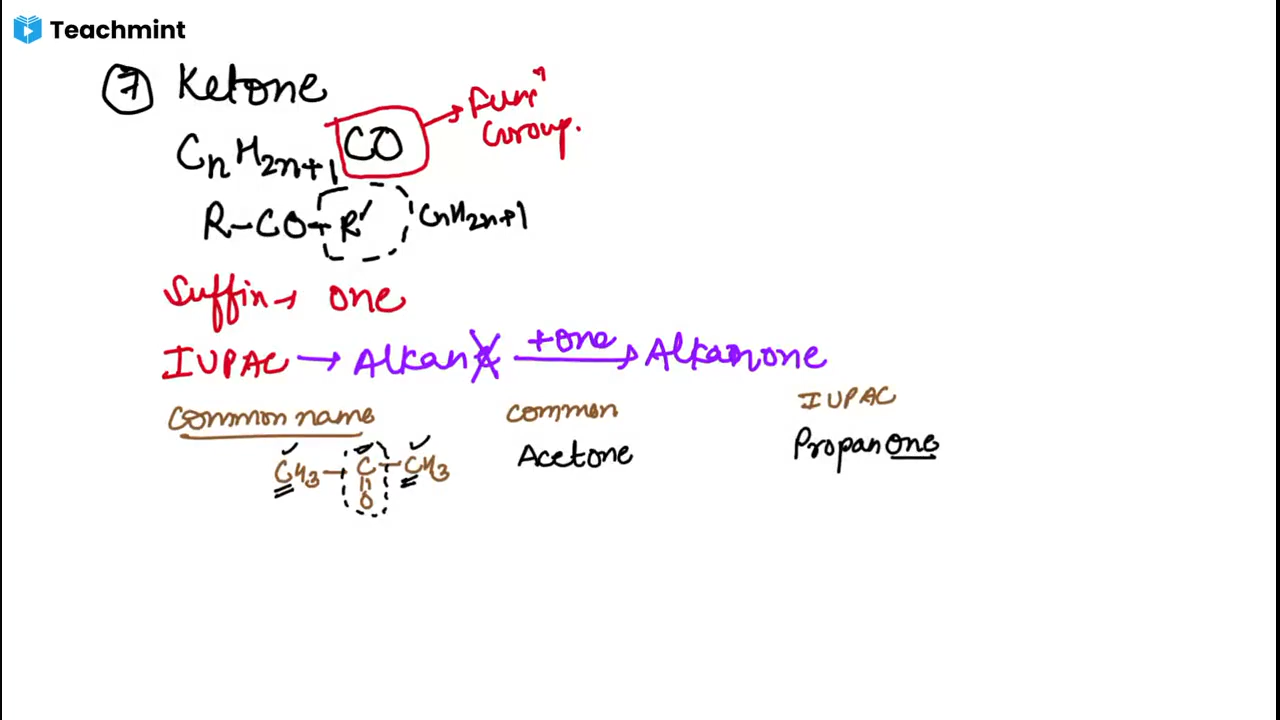 Teachmint
7 Ketone
CnH2n+1 CO → Func^n Group.
R-CO+R' CnH2n+1
Suffix → one
IUPAC → Alkane +one → Alkanone
Common name Common IUPAC
CH3-C-CH3 Acetone Propanone
O